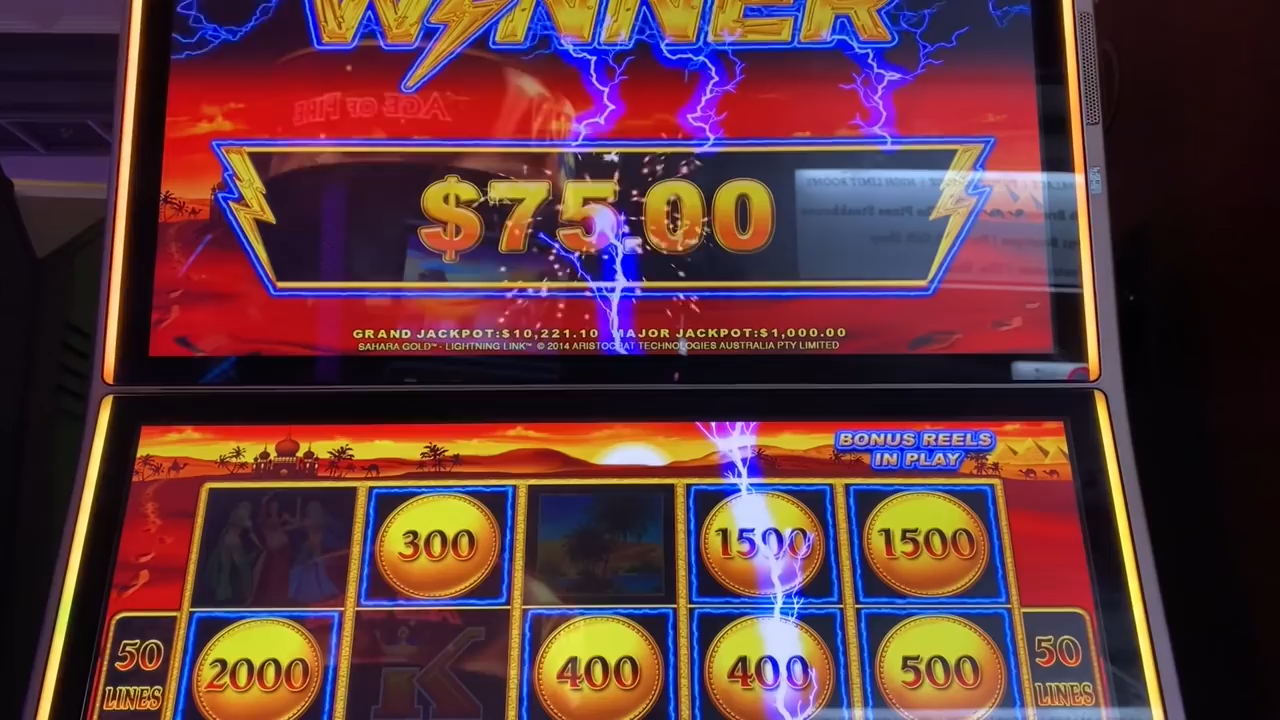 WINNER
AGE OF FIRE
$75.00
GRAND JACKPOT:$10,221.10 MAJOR JACKPOT:$1,000.00
SAHARA GOLD™ - LIGHTNING LINK™ © 2014 ARISTOCRAT TECHNOLOGIES AUSTRALIA PTY LIMITED
BONUS REELS
IN PLAY
300 1500 1500
50 LINES
2000 K 400 400 500
50 LINES